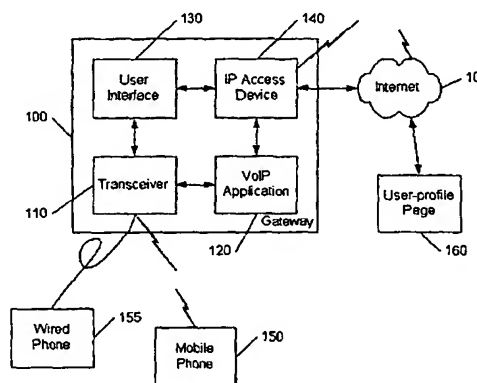 130
140
User
Interface
IP Access
Device
Internet
100
Transceiver
VoIP
Application
110
Gateway
120
User-profile
Page
160
Wired
Phone
155
Mobile
Phone
150